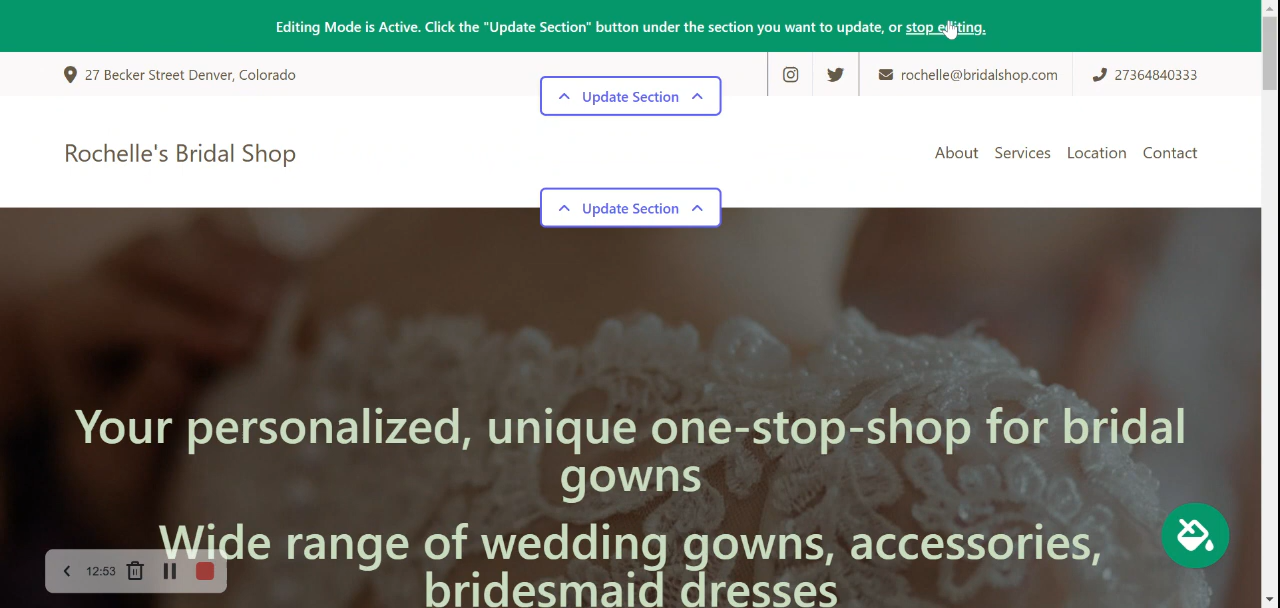 Editing Mode is Active. Click the "Update Section" button under the section you want to update, or stop editing.
27 Becker Street Denver, Colorado
rochelle@bridalshop.com
27364840333
Update Section
Rochelle's Bridal Shop
About Services Location Contact
Update Section
Your personalized, unique one-stop-shop for bridal
gowns
Wide range of wedding gowns, accessories,
bridesmaid dresses
12:53